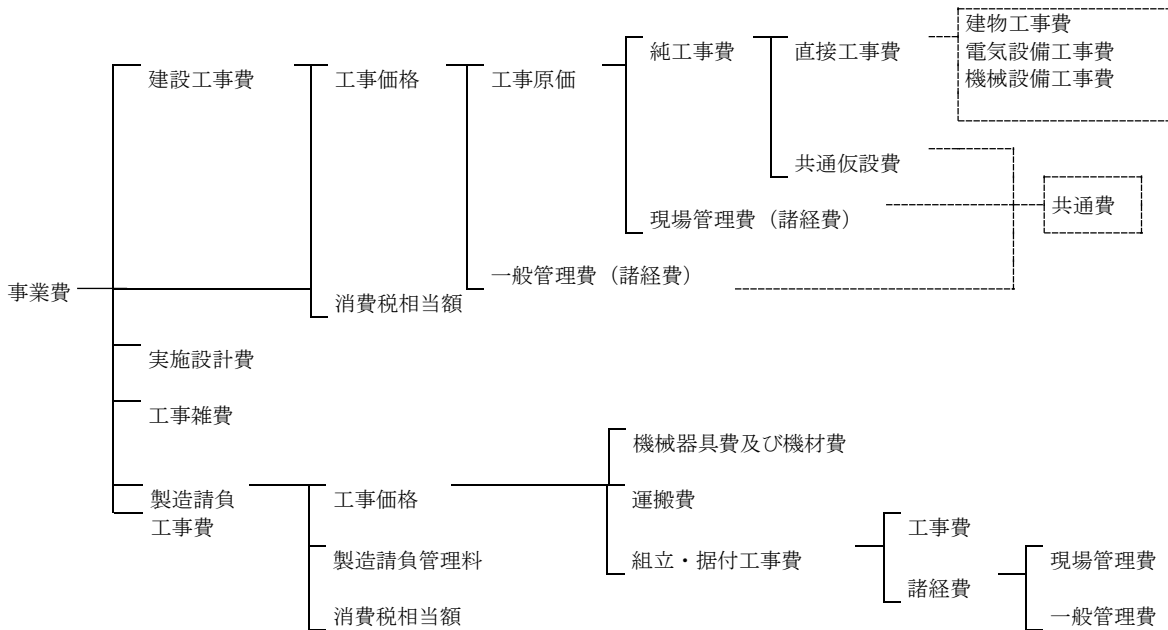 建物工事費
純工事費
直接工事費
電気設備工事費
建設工事費
工事価格
工事原価
機械設備工事費
共通仮設費
共通費
現場管理費（諸経費）
一般管理費（諸経費）
事業費
消費税相当額
実施設計費
工事雑費
機械器具費及び機材費
製造請負
工事費
工事価格
運搬費
工事費
製造請負管理料
組立・据付工事費
現場管理費
諸経費
消費税相当額
一般管理費